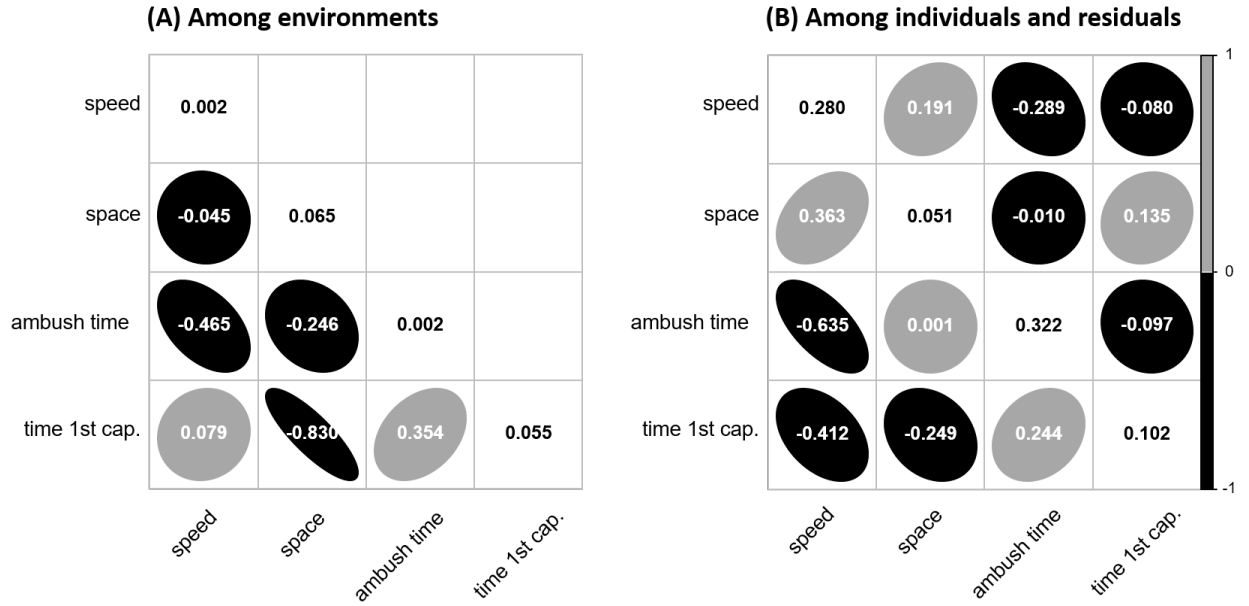 (A) Among environments
speed 0.002
space -0.045 0.065
ambush time -0.465 -0.246 0.002
time 1st cap. 0.079 -0.830 0.354 0.055
speed space ambush time time 1st cap.
(B) Among individuals and residuals
speed 0.280 0.191 -0.289 -0.080
space 0.363 0.051 -0.010 0.135
ambush time -0.635 0.001 0.322 -0.097
time 1st cap. -0.412 -0.249 0.244 0.102
speed space ambush time time 1st cap.
1
0
-1